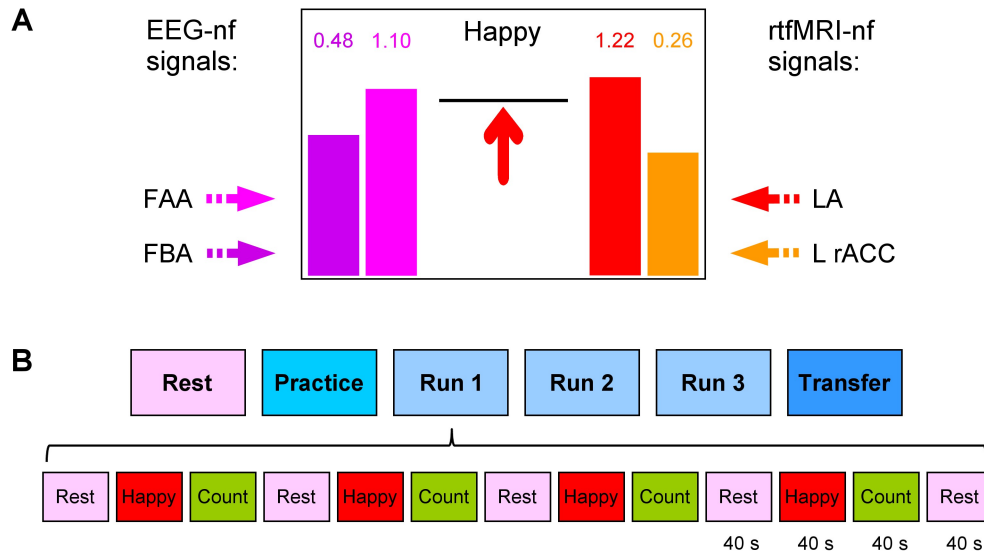 A
EEG-nf
signals:
0.48 1.10
Happy
1.22 0.26
rtfMRI-nf
signals:
FAA
FBA
LA
L rACC
B
Rest Practice Run 1 Run 2 Run 3 Transfer
Rest Happy Count Rest Happy Count Rest Happy Count Rest Happy Count Rest
40 s 40 s 40 s 40 s